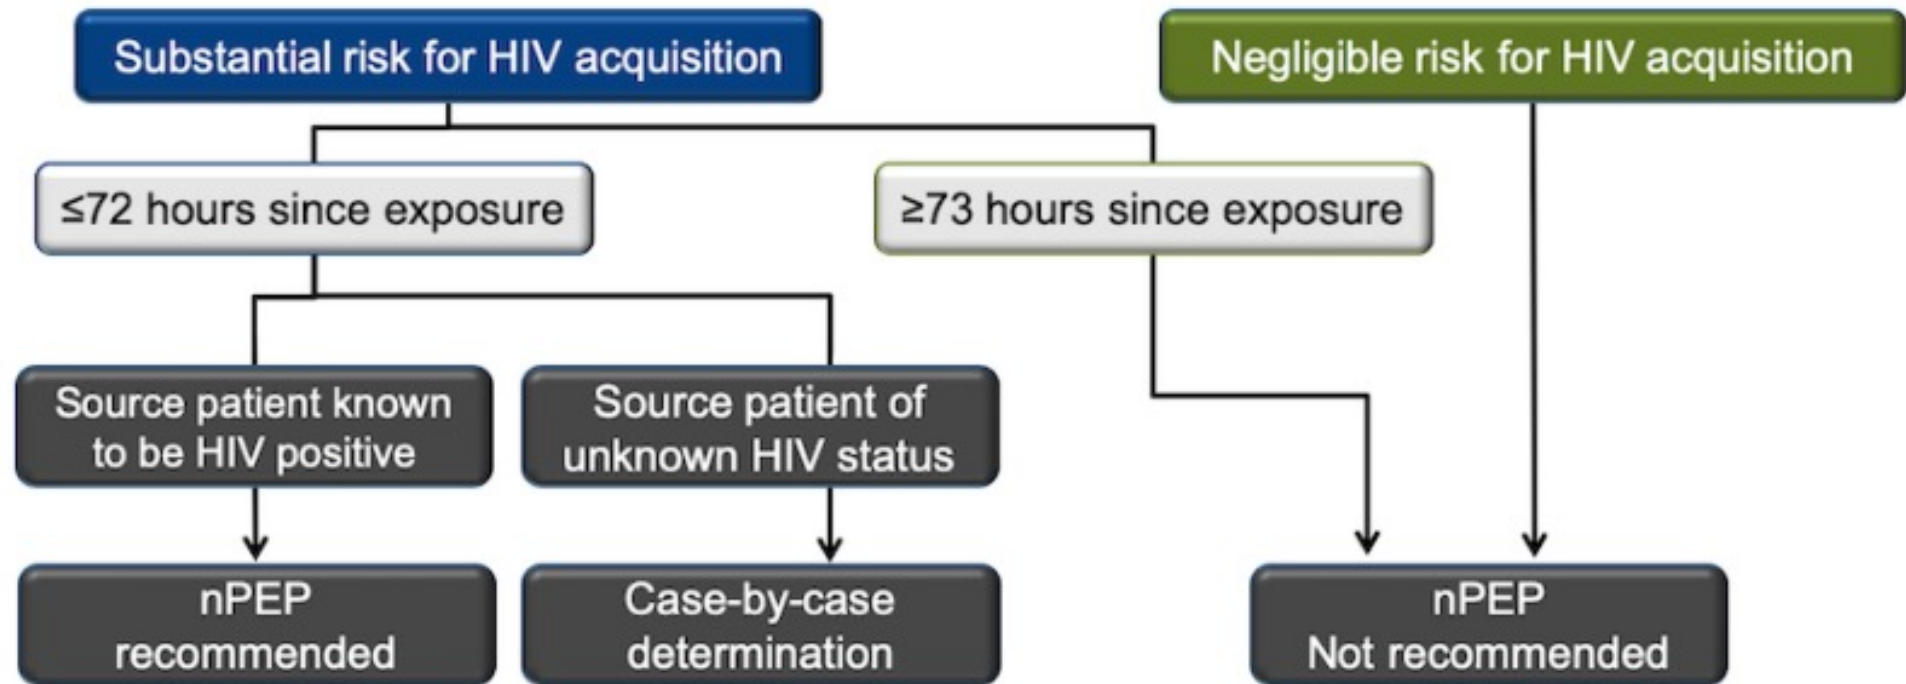 Substantial risk for HIV acquisition
Negligible risk for HIV acquisition
≤72 hours since exposure
≥73 hours since exposure
Source patient known
to be HIV positive
Source patient of
unknown HIV status
nPEP
recommended
Case-by-case
determination
nPEP
Not recommended